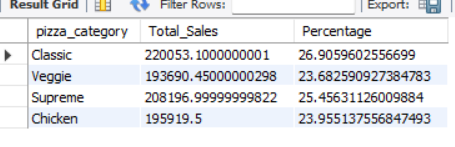 Result Grid Filter Rows: Export:
pizza_category Total_Sales Percentage
Classic 220053.1000000001 26.9059602556699
Veggie 193690.45000000298 23.682590927384783
Supreme 208196.99999999822 25.45631126009884
Chicken 195919.5 23.955137556847493